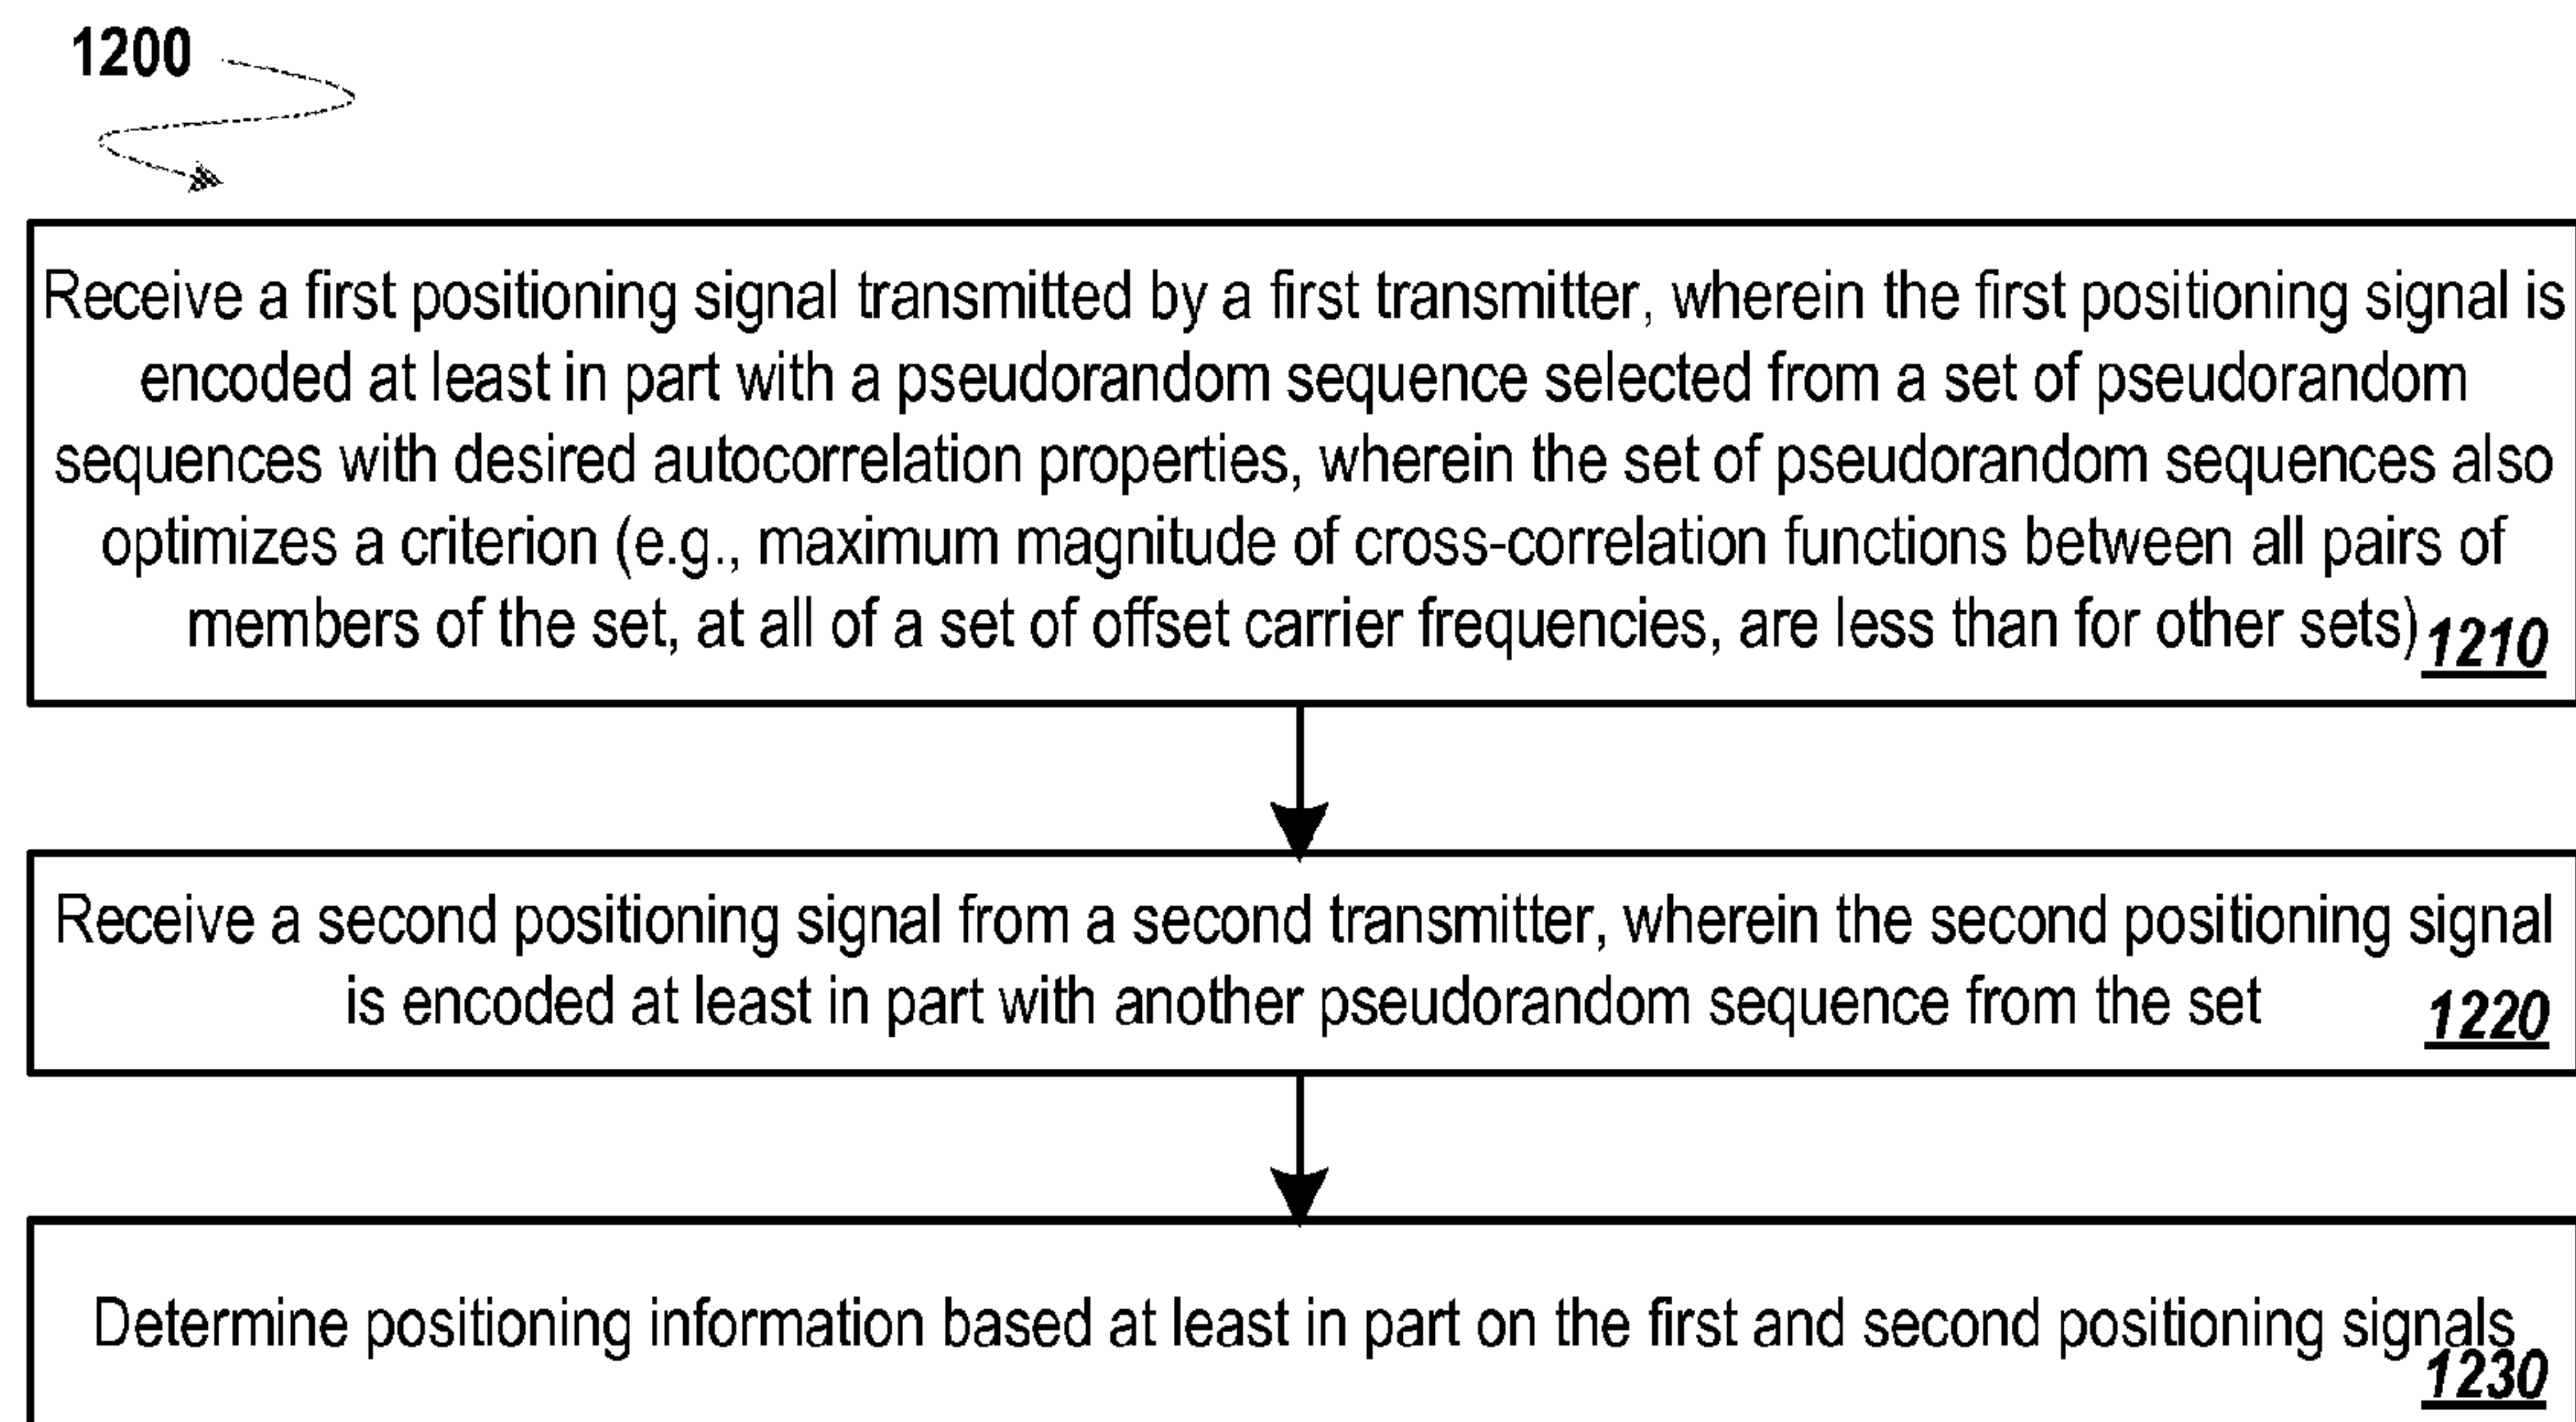 1200
Receive a first positioning signal transmitted by a first transmitter, wherein the first positioning signal is
encoded at least in part with a pseudorandom sequence selected from a set of pseudorandom
sequences with desired autocorrelation properties, wherein the set of pseudorandom sequences also
optimizes a criterion (e.g., maximum magnitude of cross-correlation functions between all pairs of
members of the set, at all of a set of offset carrier frequencies, are less than for other sets) 1210
Receive a second positioning signal from a second transmitter, wherein the second positioning signal
is encoded at least in part with another pseudorandom sequence from the set 1220
Determine positioning information based at least in part on the first and second positioning signals
1230